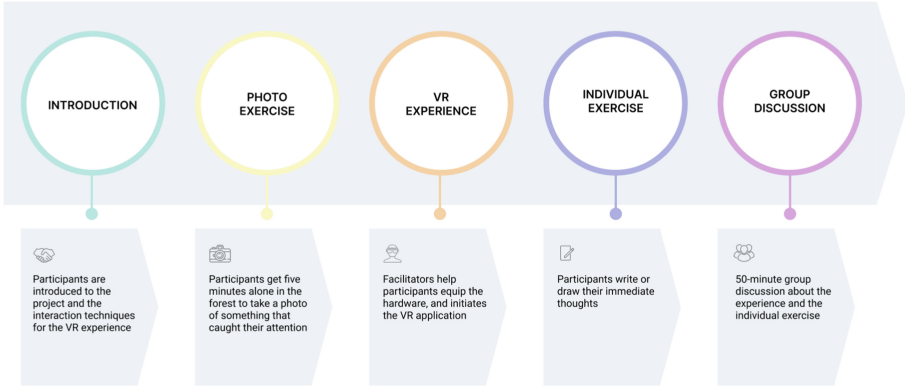 INTRODUCTION
PHOTO
EXERCISE
VR
EXPERIENCE
INDIVIDUAL
EXERCISE
GROUP
DISCUSSION
Participants are
introduced to the
project and the
interaction techniques
for the VR experience
Participants get five
minutes alone in the
forest to take a photo
of something that
caught their attention
Facilitators help
participants equip the
hardware, and initiates
the VR application
Participants write or
draw their immediate
thoughts
50-minute group
discussion about the
experience and the
individual exercise